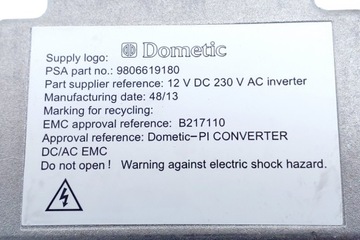 Supply logo: Dometic
PSA part no.: 9806619180
Part supplier reference: 12 V DC 230 V AC inverter
Manufacturing date: 48/13
Marking for recycling:
EMC approval reference: B217110
Approval reference: Dometic-PI CONVERTER
DC/AC EMC
Do not open! Warning against electric shock hazard.